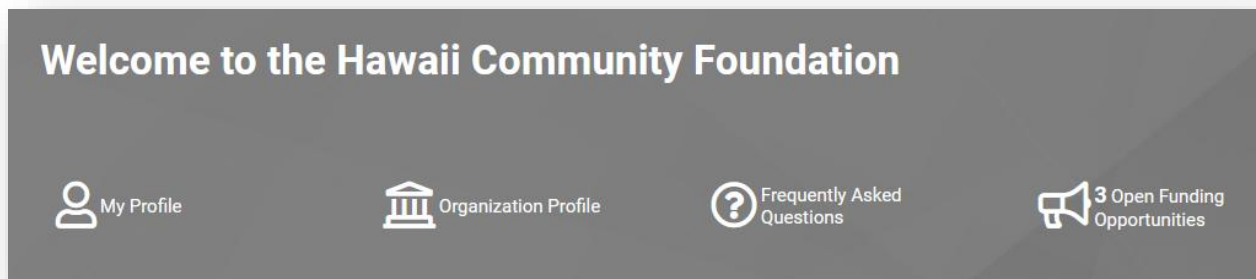 Welcome to the Hawaii Community Foundation
My Profile
Organization Profile
Frequently Asked
Questions
3 Open Funding
Opportunities